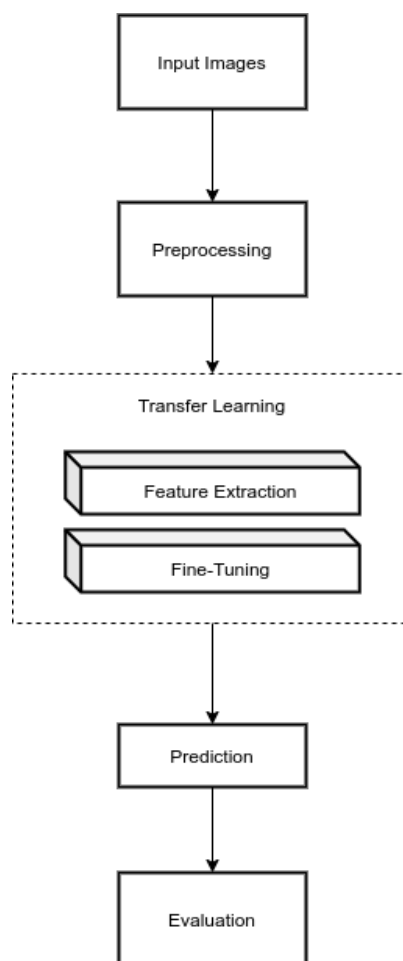 Input Images
Preprocessing
Transfer Learning
Feature Extraction
Fine-Tuning
Prediction
Evaluation